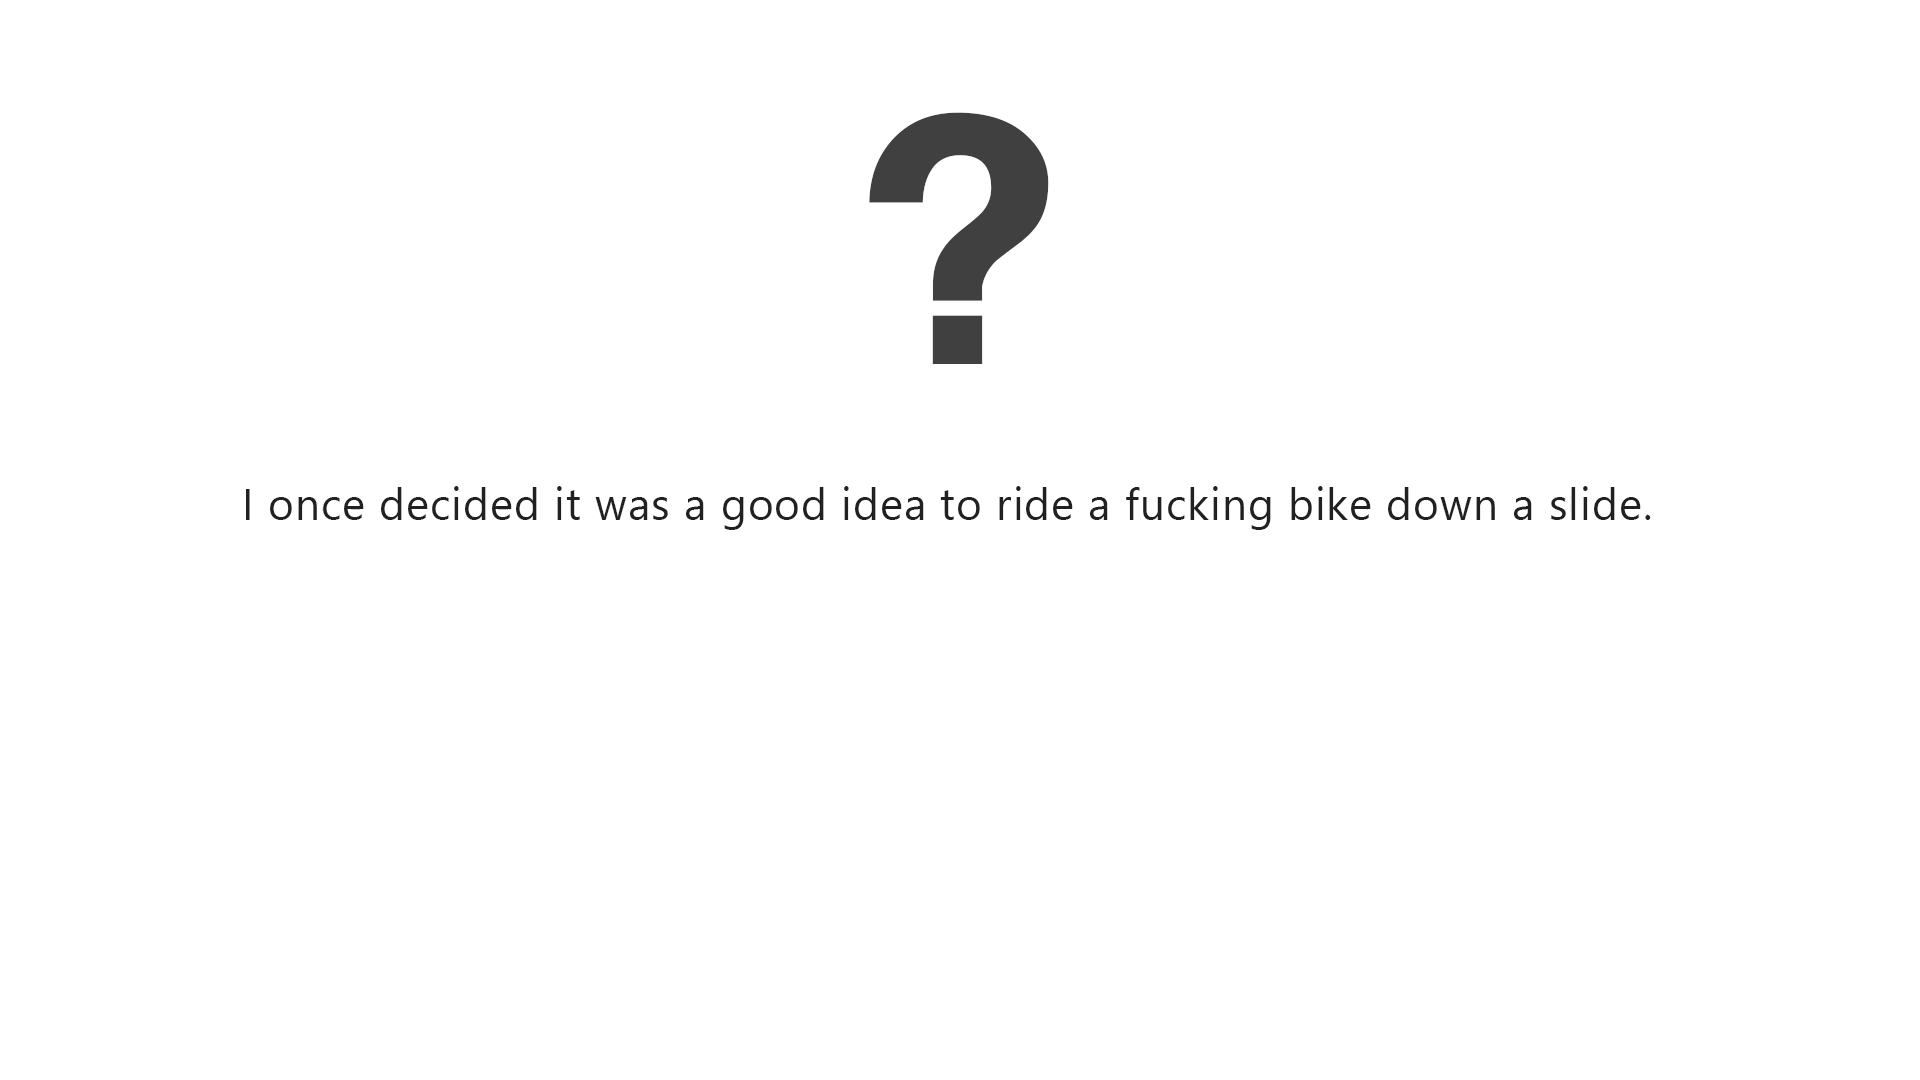 ?
I once decided it was a good idea to ride a fucking bike down a slide.